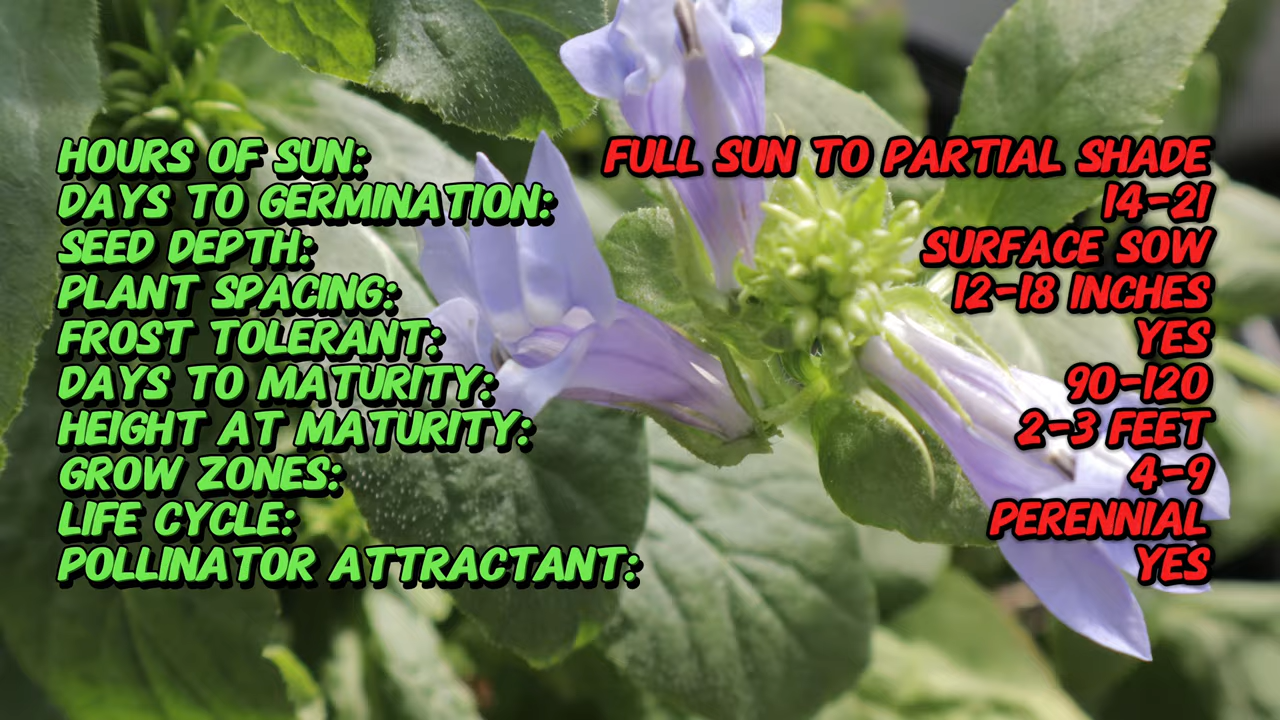 HOURS OF SUN: FULL SUN TO PARTIAL SHADE
DAYS TO GERMINATION: 14-21
SEED DEPTH: SURFACE SOW
PLANT SPACING: 12-18 INCHES
FROST TOLERANT: YES
DAYS TO MATURITY: 90-120
HEIGHT AT MATURITY: 2-3 FEET
GROW ZONES: 4-9
LIFE CYCLE: PERENNIAL
POLLINATOR ATTRACTANT: YES